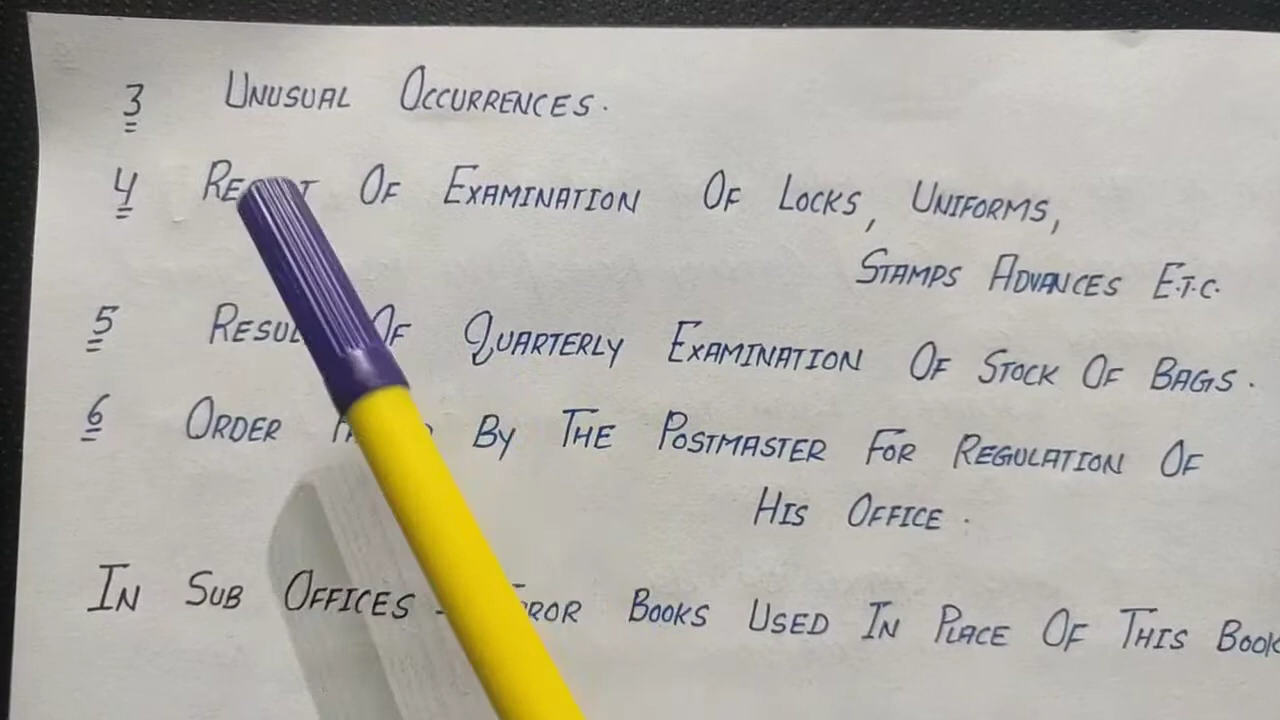 3 UNUSUAL OCCURRENCES.
4 OF EXAMINATION OF LOCKS, UNIFORMS,
STAMPS ADVANCES E.T.C.
5 OF QUARTERLY EXAMINATION OF STOCK OF BAGS.
6 ORDER BY THE POSTMASTER FOR REGULATION OF
HIS OFFICE.
IN SUB OFFICES - BOOKS USED IN PLACE OF THIS BOOK